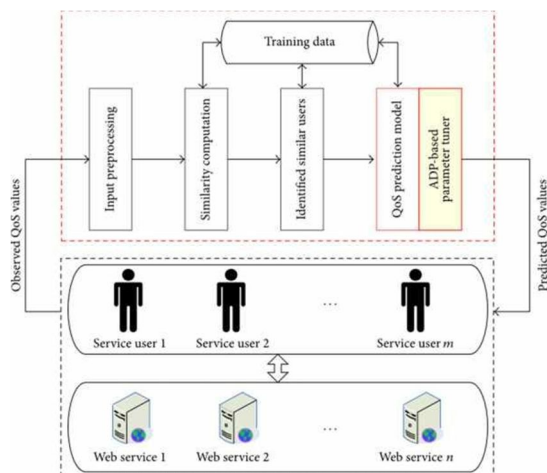 Training data
Input preprocessing
Similarity computation
Identified similar users
QoS prediction model
ADP-based
parameter tuner
Observed QoS values
Predicted QoS values
Service user 1
Service user 2
...
Service user m
Web service 1
Web service 2
...
Web service n